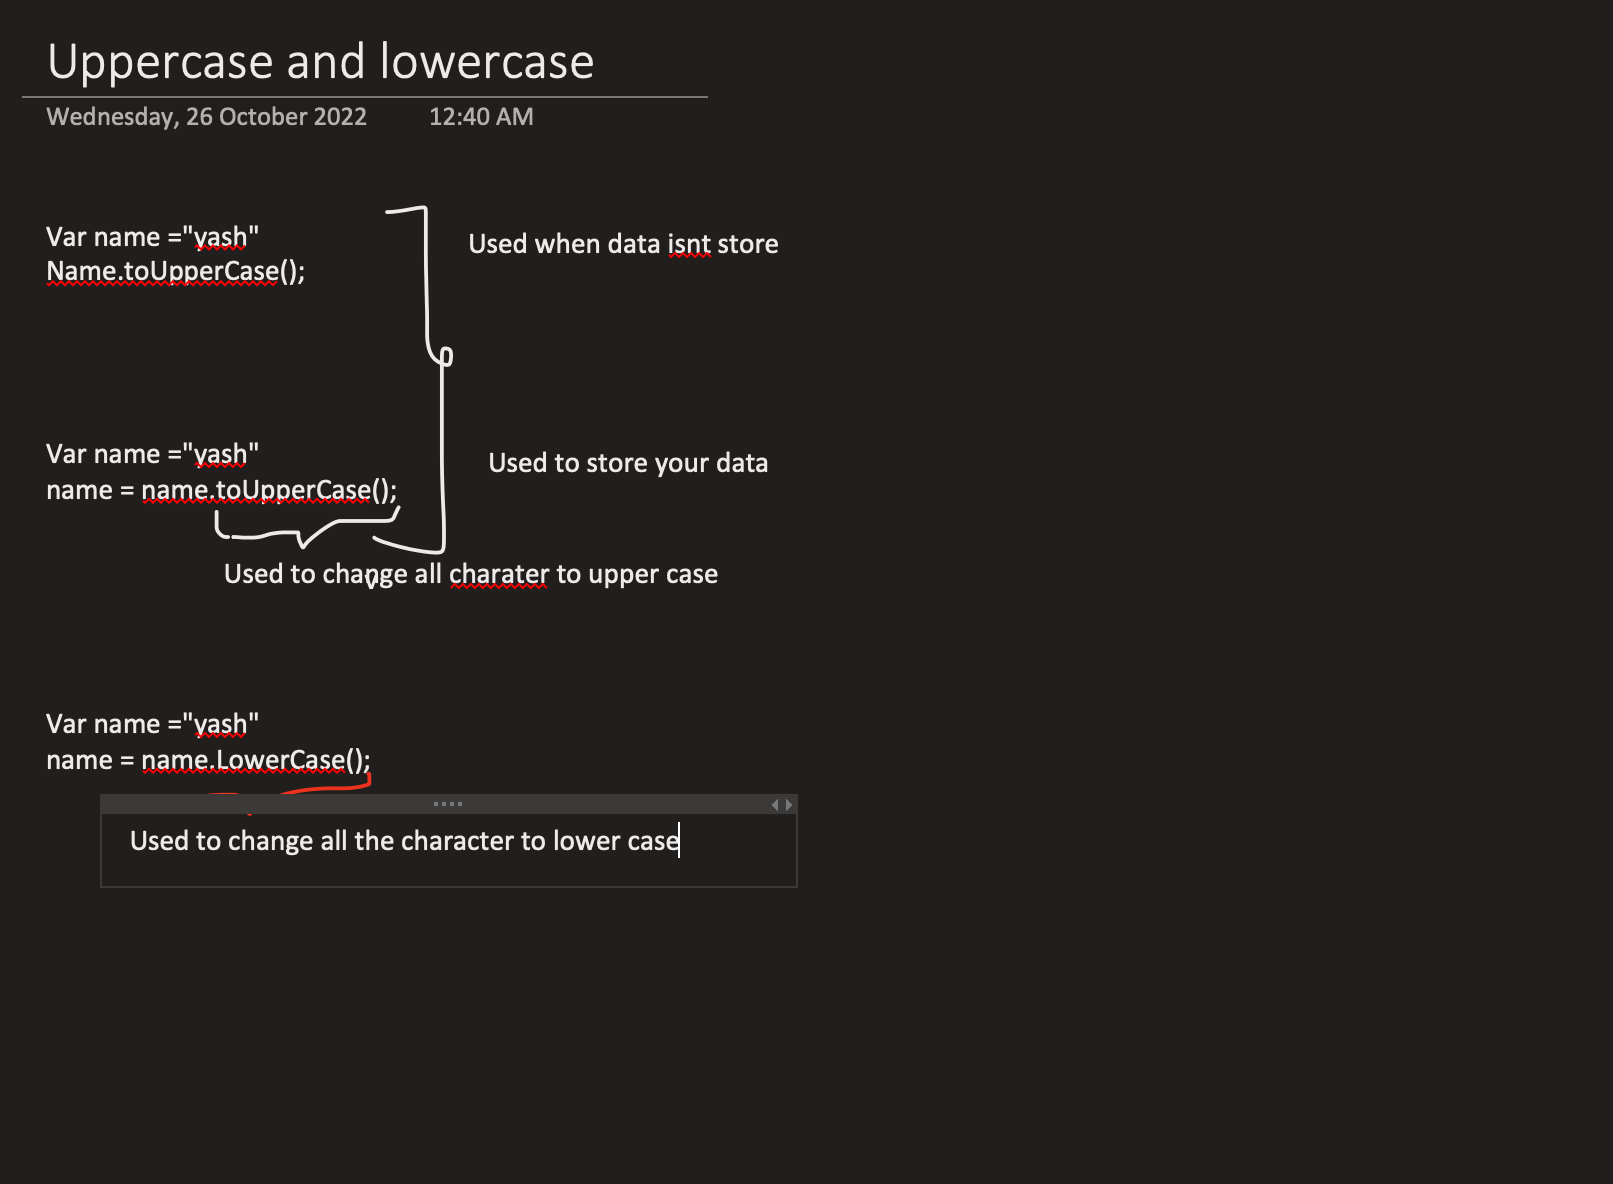 Uppercase and lowercase
Wednesday, 26 October 2022 12:40 AM
Var name ="yash"
Name.toUpperCase();
Used when data isnt store
Var name ="yash"
name = name.toUpperCase();
Used to store your data
Used to change all charater to upper case
Var name ="yash"
name = name.LowerCase();
Used to change all the character to lower case